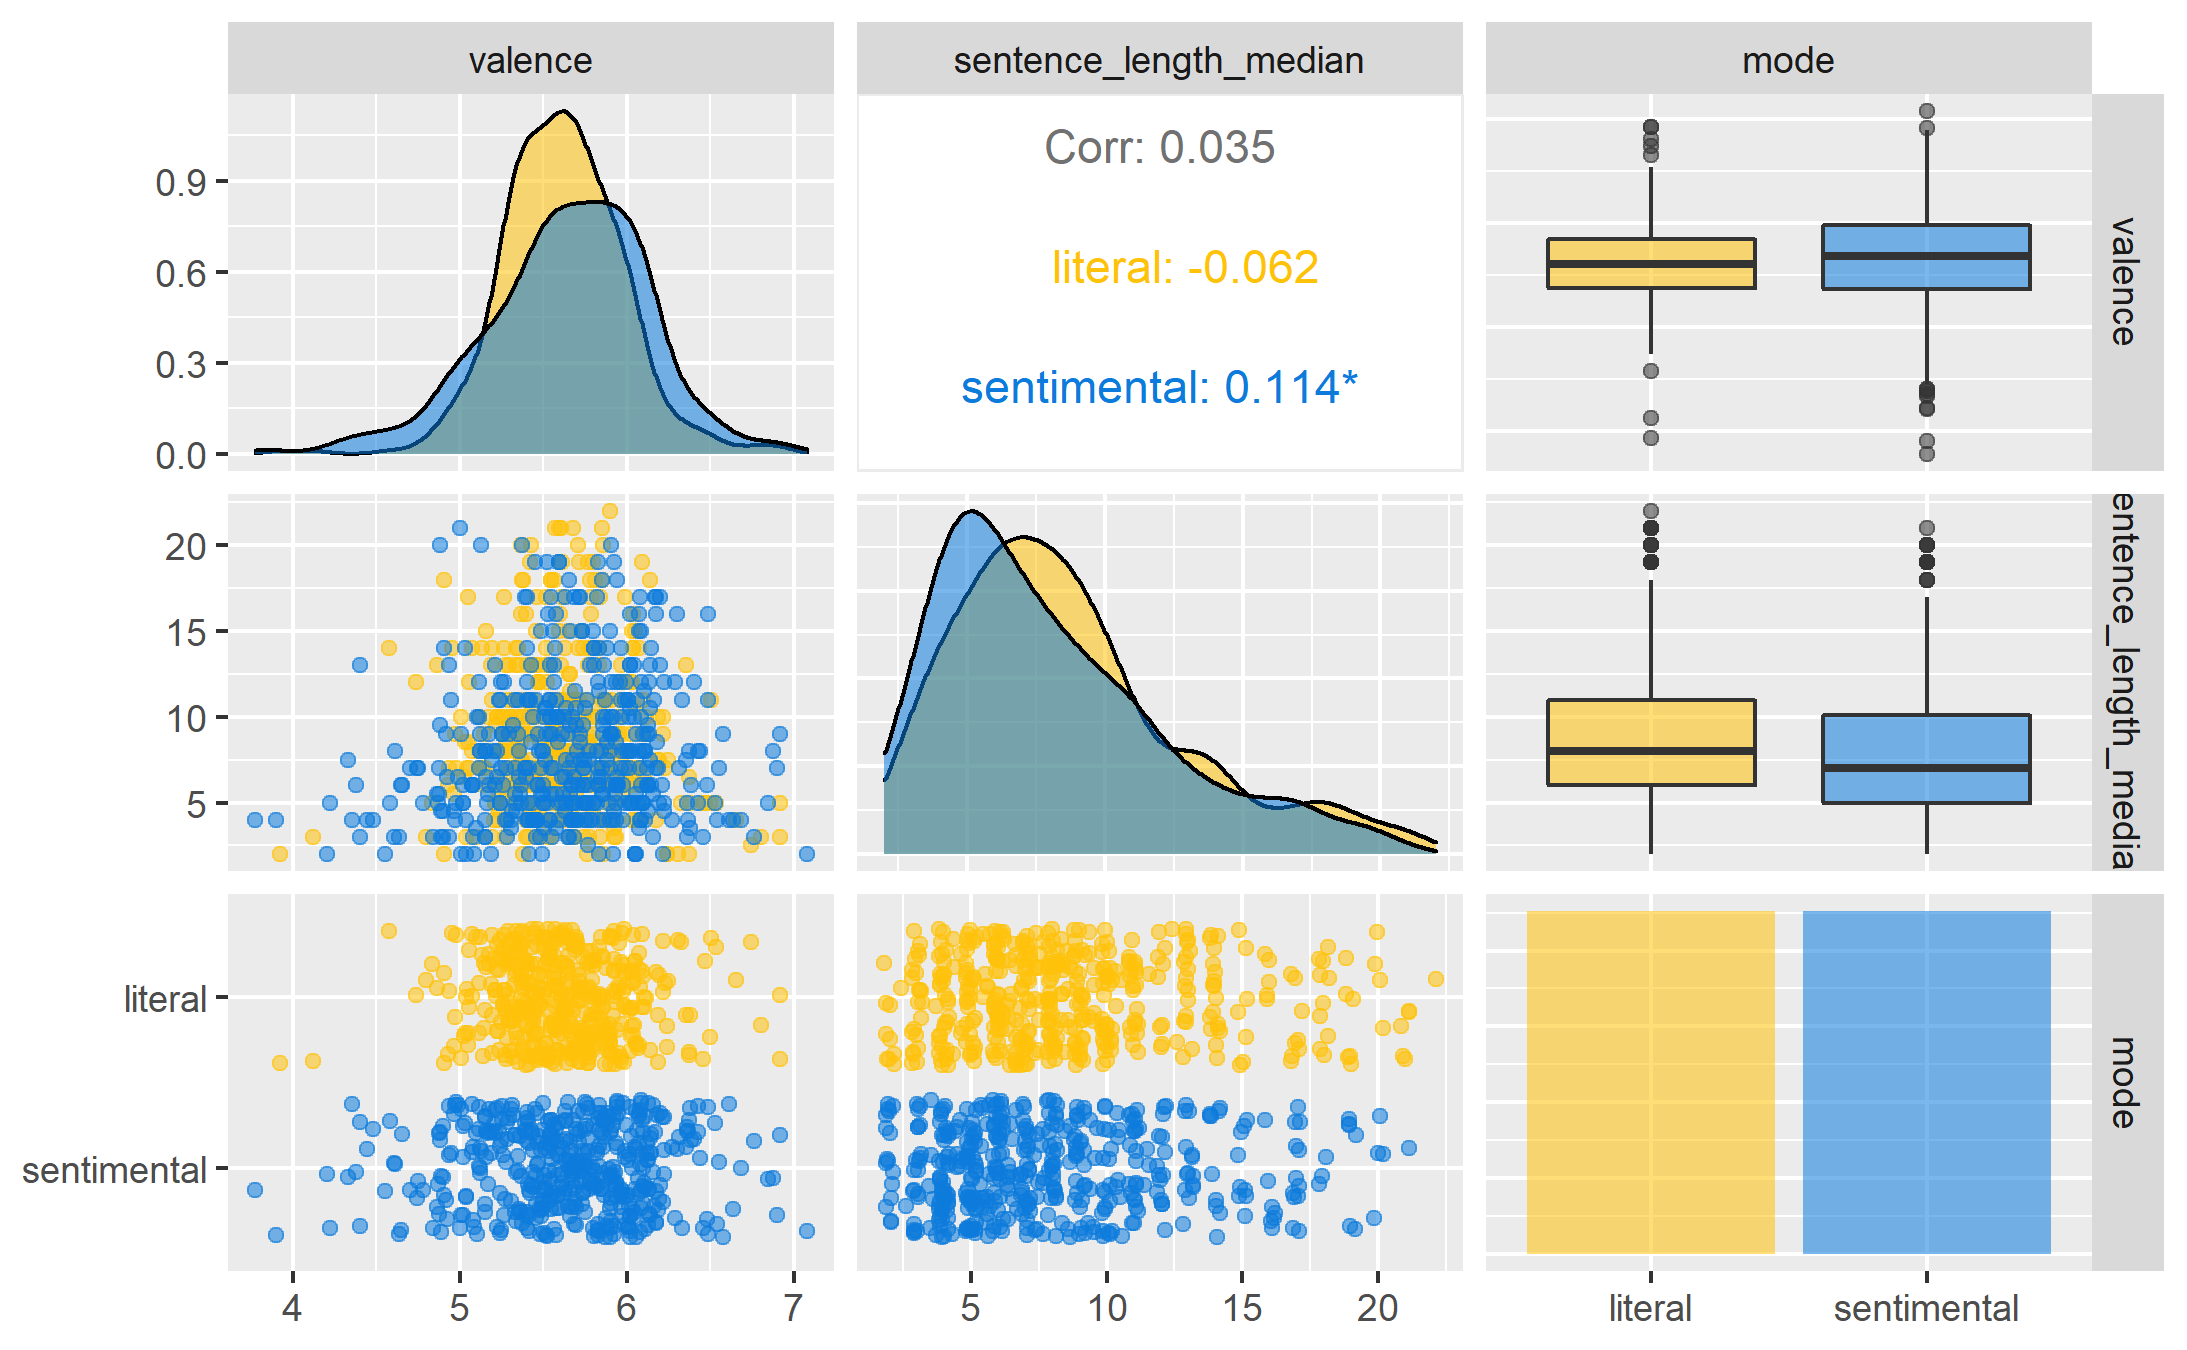 valence
sentence_length_median
mode
0.9
0.6
0.3
0.0
Corr: 0.035
literal: -0.062
sentimental: 0.114*
valence
20
15
10
5
entence_length_media
literal
sentimental
mode
4 5 6 7
5 10 15 20
literal sentimental